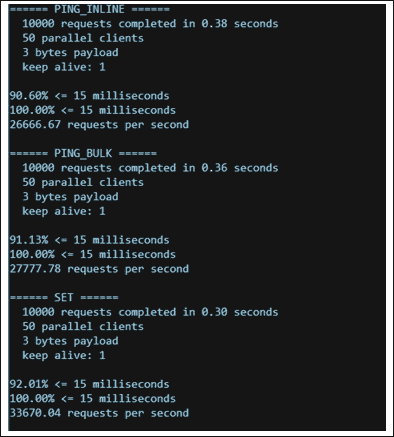 ====== PING_INLINE ======
10000 requests completed in 0.38 seconds
50 parallel clients
3 bytes payload
keep alive: 1
90.60% <= 15 milliseconds
100.00% <= 15 milliseconds
26666.67 requests per second
====== PING_BULK ======
10000 requests completed in 0.36 seconds
50 parallel clients
3 bytes payload
keep alive: 1
91.13% <= 15 milliseconds
100.00% <= 15 milliseconds
27777.78 requests per second
====== SET ======
10000 requests completed in 0.30 seconds
50 parallel clients
3 bytes payload
keep alive: 1
92.01% <= 15 milliseconds
100.00% <= 15 milliseconds
33670.04 requests per second